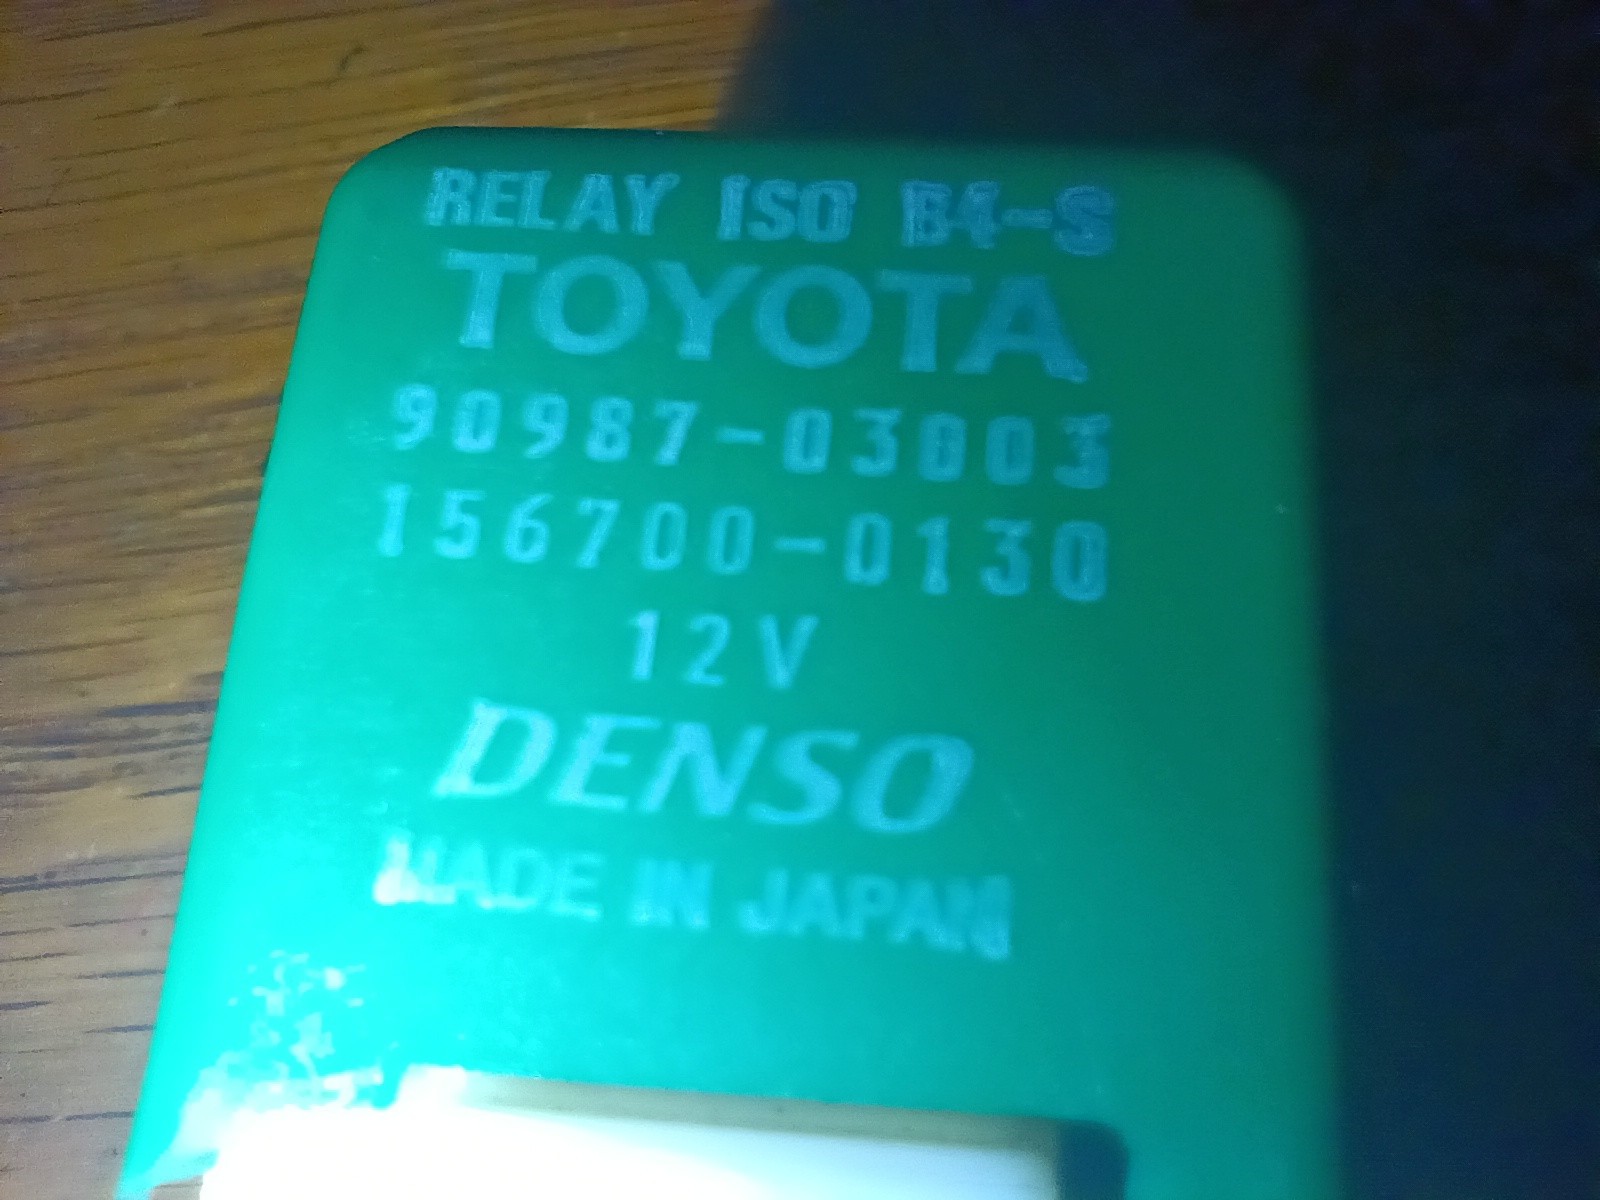 RELAY ISO B4-S
TOYOTA
90987-03003
156700-0130
12V
DENSO
MADE IN JAPAN